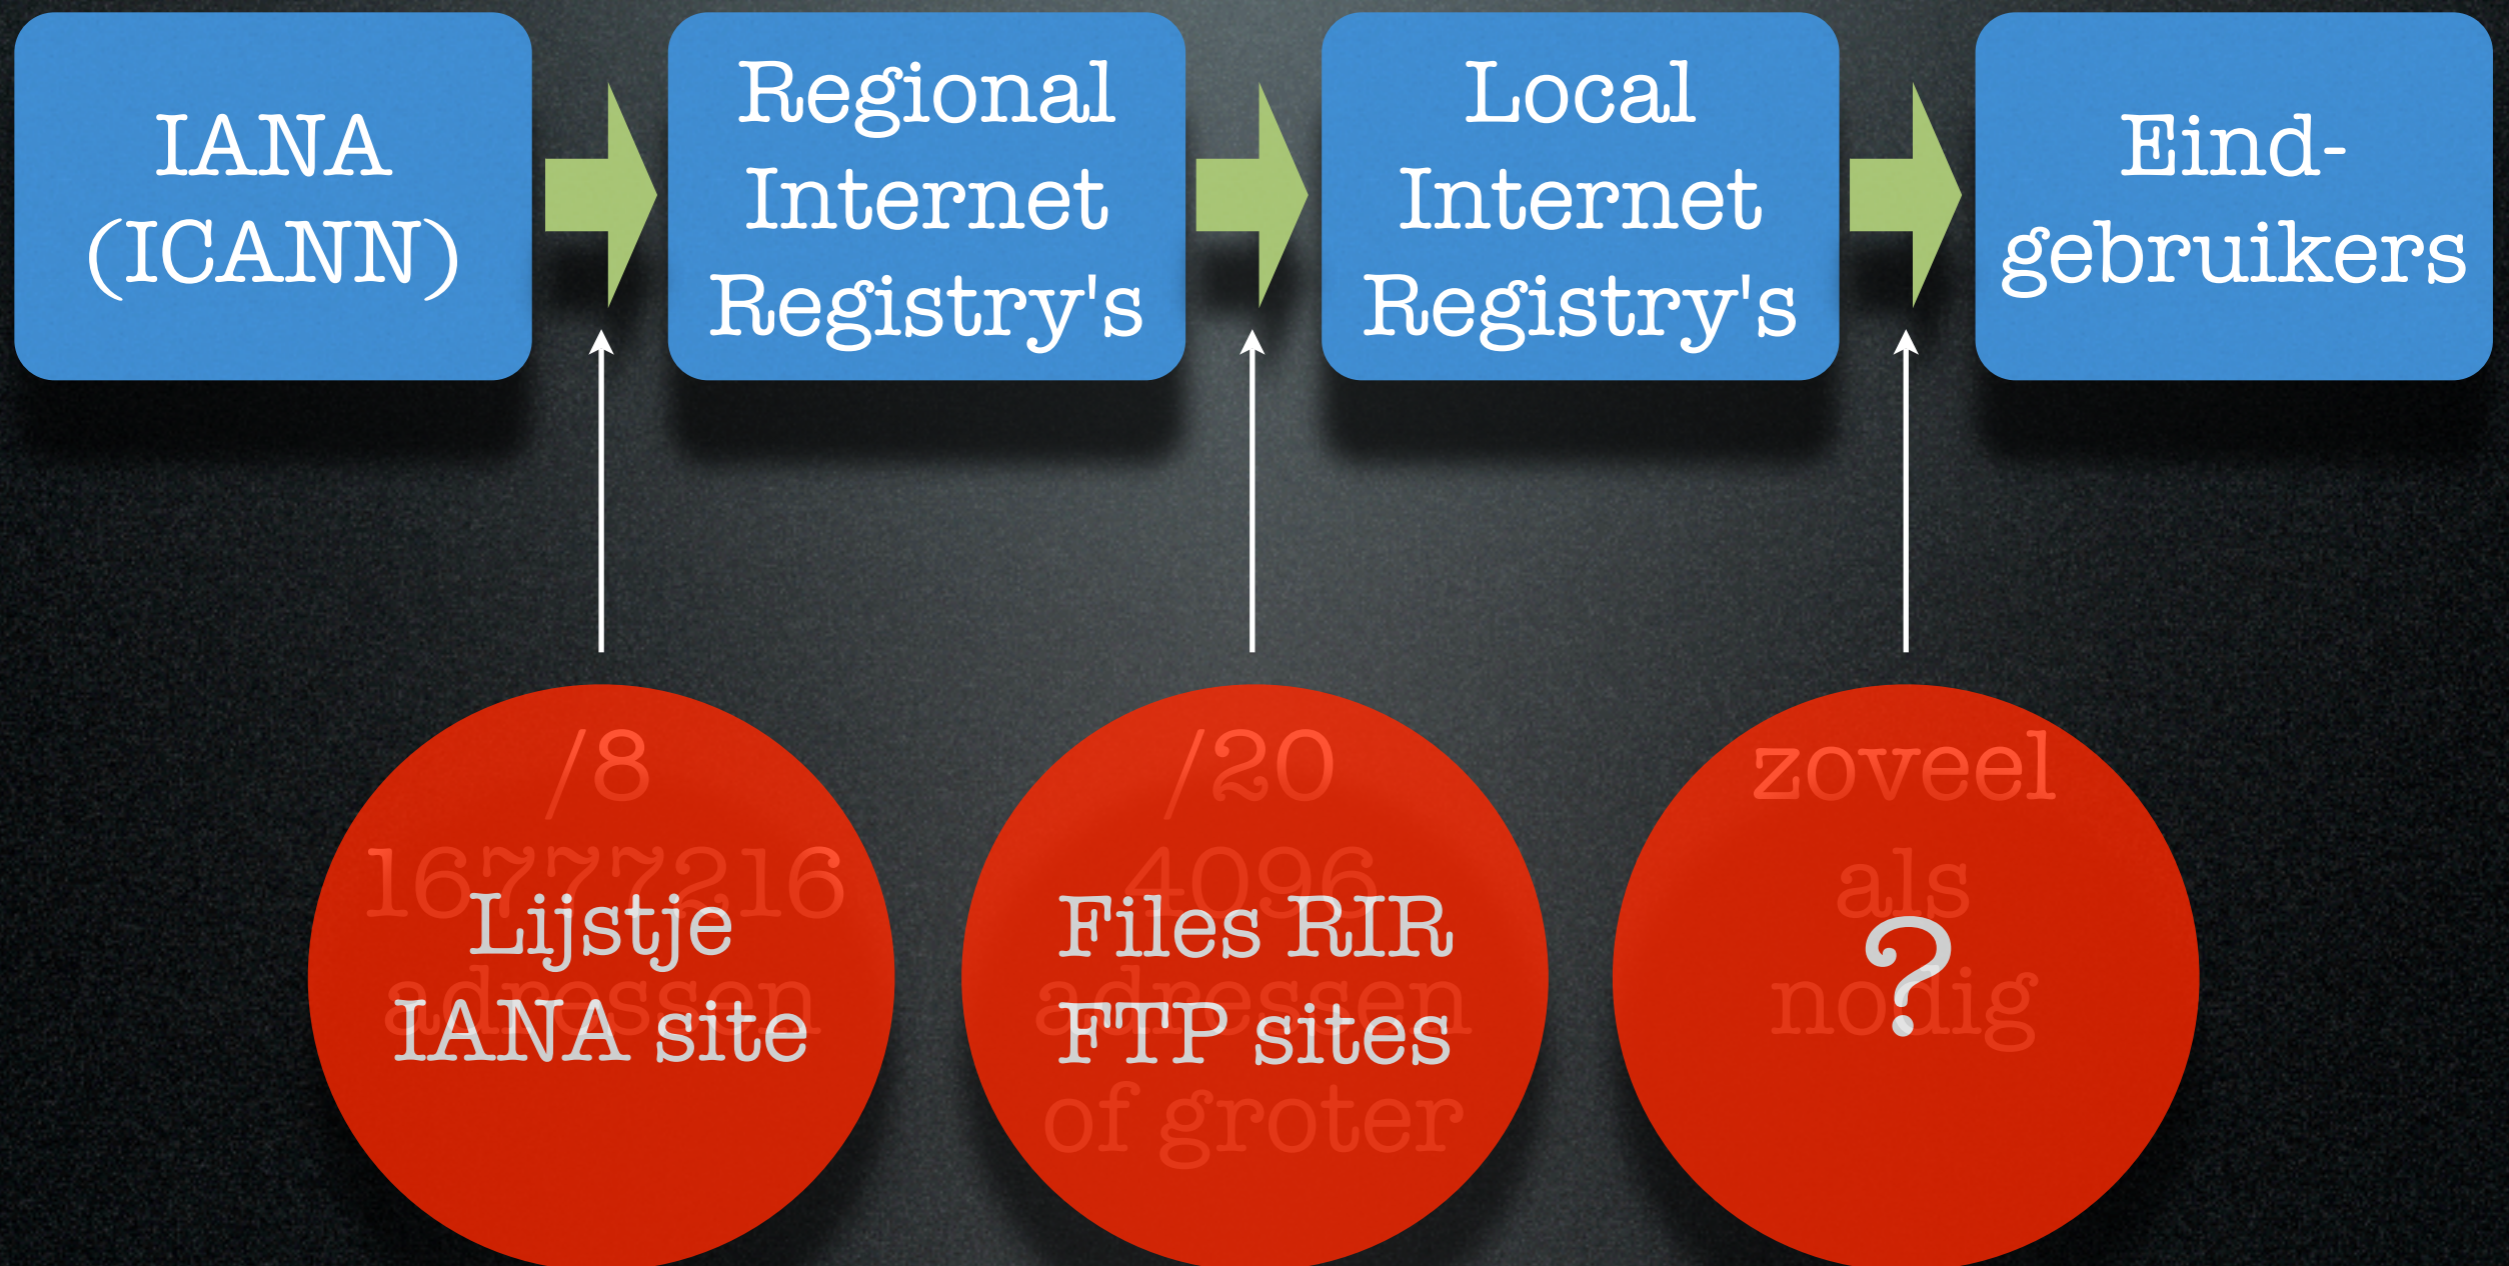 IANA
(ICANN)
Regional
Internet
Registry's
Local
Internet
Registry's
Eind-
gebruikers
/8
16777216
adressen
Lijstje
IANA site
/20
4096
adressen
of groter
Files RIR
FTP sites
zoveel
als
nodig
?